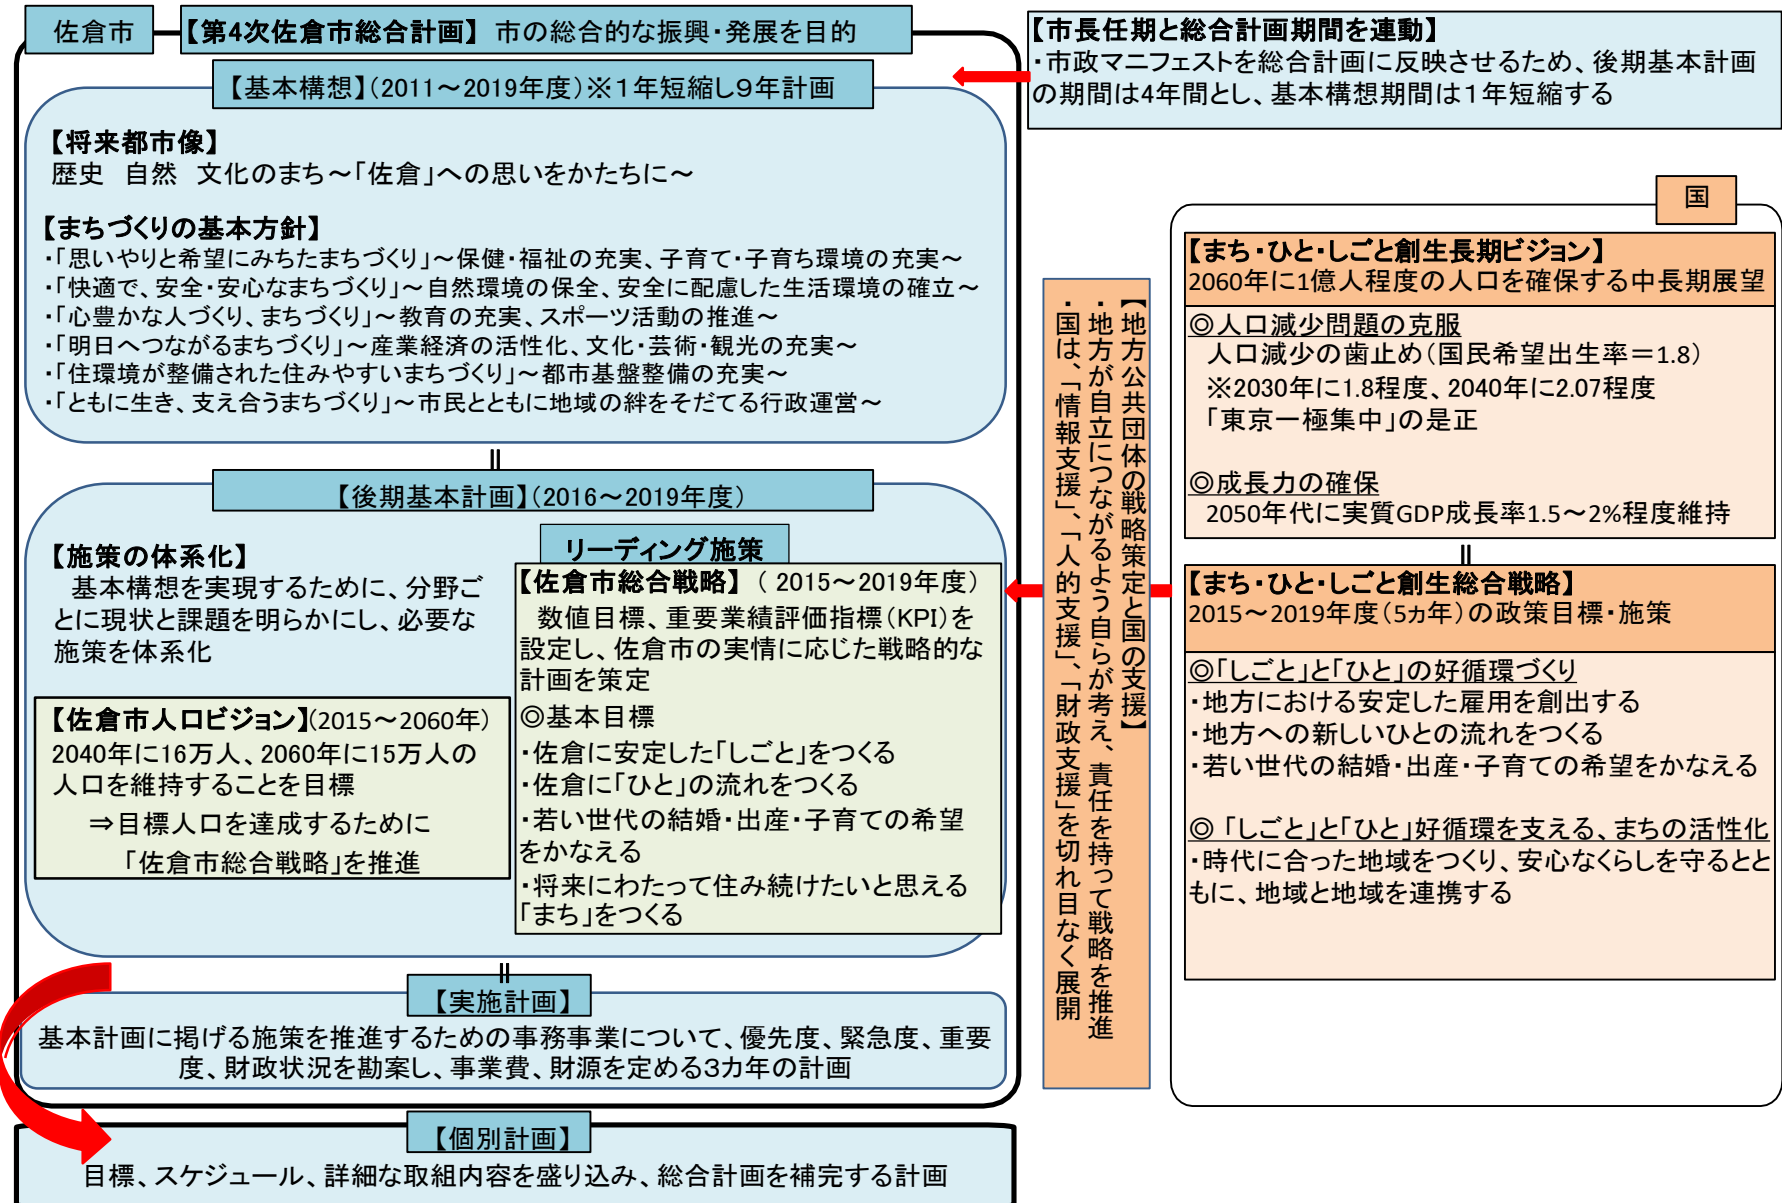 佐倉市
【第4次佐倉市総合計画】 市の総合的な振興・発展を目的
【基本構想】(2011～2019年度)※1年短縮し9年計画
【将来都市像】
歴史　自然　文化のまち～「佐倉」への思いをかたちに～
【まちづくりの基本方針】
・「思いやりと希望にみちたまちづくり」～保健・福祉の充実、子育て・子育ち環境の充実～
・「快適で、安全・安心なまちづくり」～自然環境の保全、安全に配慮した生活環境の確立～
・「心豊かな人づくり、まちづくり」～教育の充実、スポーツ活動の推進～
・「明日へつながるまちづくり」～産業経済の活性化、文化・芸術・観光の充実～
・「住環境が整備された住みやすいまちづくり」～都市基盤整備の充実～
・「ともに生き、支え合うまちづくり」～市民とともに地域の絆をそだてる行政運営～
＝
【後期基本計画】(2016～2019年度)
【施策の体系化】
　基本構想を実現するために、分野ご
とに現状と課題を明らかにし、必要な
施策を体系化
【佐倉市人口ビジョン】(2015～2060年)
2040年に16万人、2060年に15万人の
人口を維持することを目標
⇒目標人口を達成するために
「佐倉市総合戦略」を推進
リーディング施策
【佐倉市総合戦略】 ( 2015～2019年度)
　数値目標、重要業績評価指標(KPI)を
設定し、佐倉市の実情に応じた戦略的な
計画を策定
◎基本目標
・佐倉に安定した「しごと」をつくる
・佐倉に「ひと」の流れをつくる
・若い世代の結婚・出産・子育ての希望
をかなえる
・将来にわたって住み続けたいと思える
「まち」をつくる
＝
【実施計画】
基本計画に掲げる施策を推進するための事務事業について、優先度、緊急度、重要
度、財政状況を勘案し、事業費、財源を定める3カ年の計画
【個別計画】
目標、スケジュール、詳細な取組内容を盛り込み、総合計画を補完する計画
【市長任期と総合計画期間を連動】
・市政マニフェストを総合計画に反映させるため、後期基本計画
の期間は4年間とし、基本構想期間は1年短縮する
【地方公共団体の戦略策定と国の支援】
・地方が自立につながるよう自らが考え、責任を持って戦略を推進
・国は、「情報支援」、「人的支援」、「財政支援」を切れ目なく展開
国
【まち・ひと・しごと創生長期ビジョン】
2060年に1億人程度の人口を確保する中長期展望
◎人口減少問題の克服
人口減少の歯止め(国民希望出生率＝1.8)
※2030年に1.8程度、2040年に2.07程度
「東京一極集中」の是正
◎成長力の確保
2050年代に実質GDP成長率1.5～2%程度維持
＝
【まち・ひと・しごと創生総合戦略】
2015～2019年度(5ヵ年)の政策目標・施策
◎「しごと」と「ひと」の好循環づくり
・地方における安定した雇用を創出する
・地方への新しいひとの流れをつくる
・若い世代の結婚・出産・子育ての希望をかなえる
◎「しごと」と「ひと」好循環を支える、まちの活性化
・時代に合った地域をつくり、安心なくらしを守るとと
もに、地域と地域を連携する